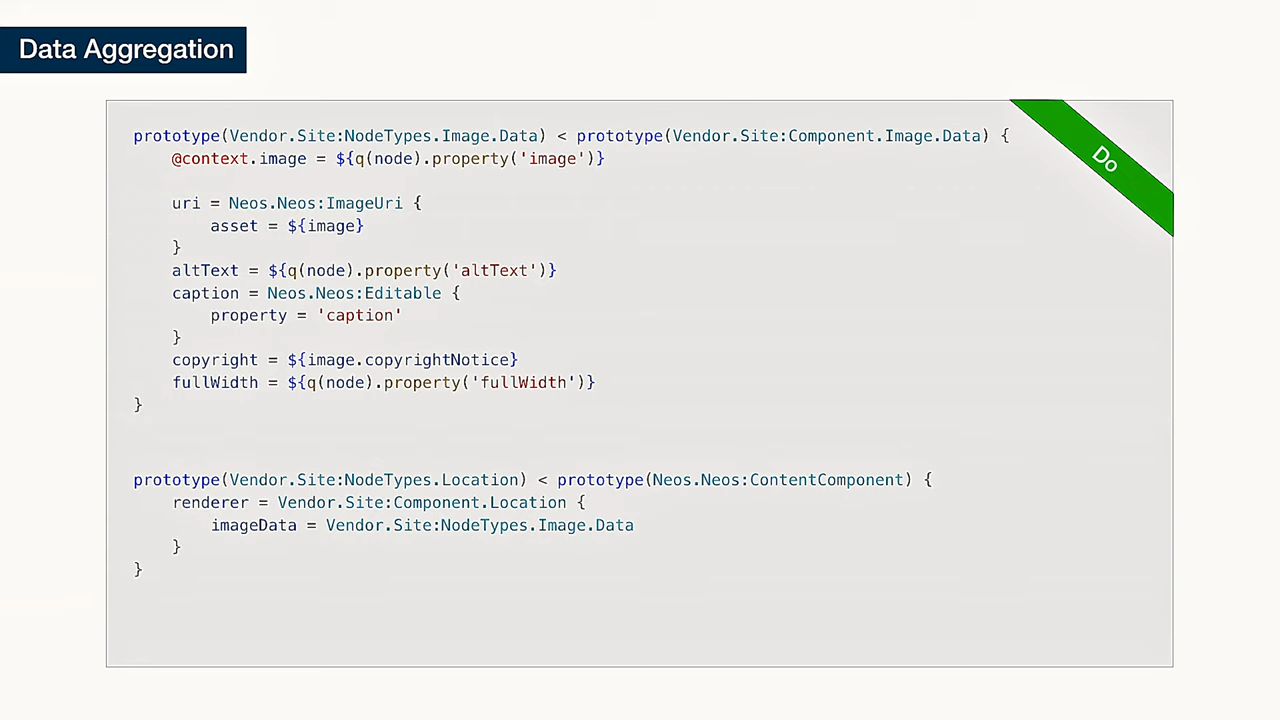 Data Aggregation
Do
prototype(Vendor.Site:NodeTypes.Image.Data) < prototype(Vendor.Site:Component.Image.Data) {
    @context.image = ${q(node).property('image')}

    uri = Neos.Neos:ImageUri {
        asset = ${image}
    }
    altText = ${q(node).property('altText')}
    caption = Neos.Neos:Editable {
        property = 'caption'
    }
    copyright = ${image.copyrightNotice}
    fullWidth = ${q(node).property('fullWidth')}
}

prototype(Vendor.Site:NodeTypes.Location) < prototype(Neos.Neos:ContentComponent) {
    renderer = Vendor.Site:Component.Location {
        imageData = Vendor.Site:NodeTypes.Image.Data
    }
}